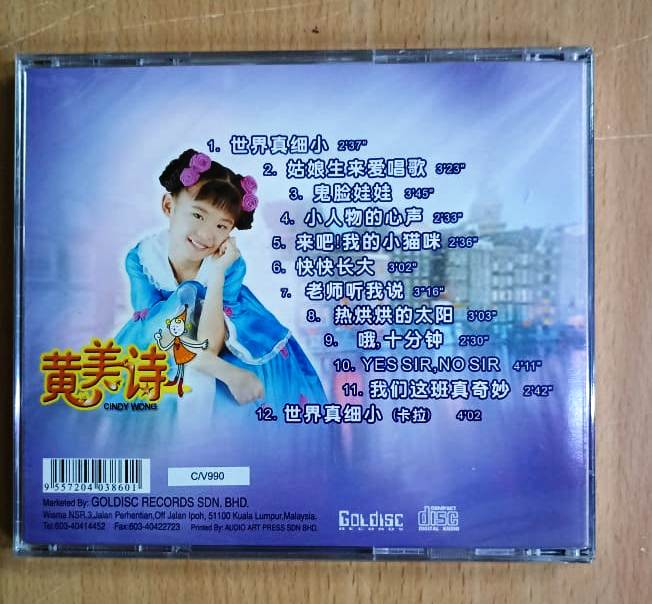 1. 世界真细小 2'37"
2. 姑娘生来爱唱歌 3'23"
3. 鬼脸娃娃 3'45"
4. 小人物的心声 2'33"
5. 来吧!我的小猫咪 2'36"
6. 快快长大 3'02"
7. 老师听我说 3"16"
8. 热烘烘的太阳 3'03"
9. 哦,十分钟 2'30"
10. YES SIR,NO SIR 4'11"
11. 我们这班真奇妙 2'42"
12. 世界真细小 (卡拉) 4'02
黄美诗
CINDY WONG
9 557204 038601
C/V990
Marketed By: GOLDISC RECORDS SDN. BHD.
Wisma NSR,3,Jalan Perhentian,Off Jalan Ipoh, 51100 Kuala Lumpur,Malaysia.
Tel:603-40414452 Fax:603-40422723 Printed By: AUDIO ART PRESS SDN BHD.
GOLDISC
RECORDS
COMPACT
disc
DIGITAL AUDIO